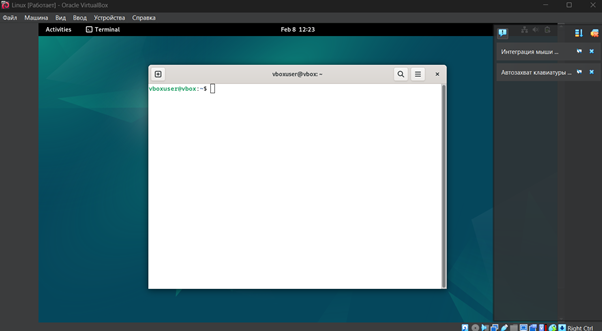 Linux [Работает] - Oracle VirtualBox
Файл Машина Вид Ввод Устройства Справка
Activities Terminal Feb 8 12:23
vboxuser@vbox: ~
vboxuser@vbox:~$
Интеграция мыши ...
Автозахват клавиатуры ...
Right Ctrl